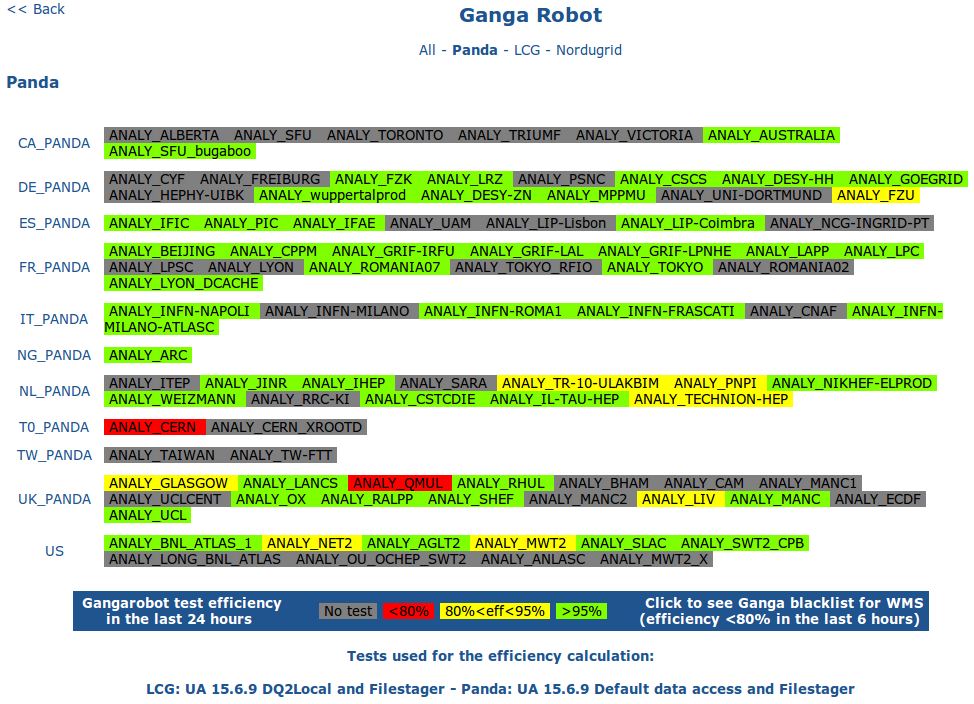 << Back
Ganga Robot
All - Panda - LCG - Nordugrid
Panda
CA_PANDA ANALY_ALBERTA ANALY_SFU ANALY_TORONTO ANALY_TRIUMF ANALY_VICTORIA ANALY_AUSTRALIA
ANALY_SFU_bugaboo
DE_PANDA ANALY_CYF ANALY_FREIBURG ANALY_FZK ANALY_LRZ ANALY_PSNC ANALY_CSCS ANALY_DESY-HH ANALY_GOEGRID
ANALY_HEPHY-UIBK ANALY_wuppertalprod ANALY_DESY-ZN ANALY_MPPMU ANALY_UNI-DORTMUND ANALY_FZU
ES_PANDA ANALY_IFIC ANALY_PIC ANALY_IFAE ANALY_UAM ANALY_LIP-Lisbon ANALY_LIP-Coimbra ANALY_NCG-INGRID-PT
FR_PANDA ANALY_BEIJING ANALY_CPPM ANALY_GRIF-IRFU ANALY_GRIF-LAL ANALY_GRIF-LPNHE ANALY_LAPP ANALY_LPC
ANALY_LPSC ANALY_LYON ANALY_ROMANIA07 ANALY_TOKYO_RFIO ANALY_TOKYO ANALY_ROMANIA02
ANALY_LYON_DCACHE
IT_PANDA ANALY_INFN-NAPOLI ANALY_INFN-MILANO ANALY_INFN-ROMA1 ANALY_INFN-FRASCATI ANALY_CNAF ANALY_INFN-
MILANO-ATLASC
NG_PANDA ANALY_ARC
NL_PANDA ANALY_ITEP ANALY_JINR ANALY_IHEP ANALY_SARA ANALY_TR-10-ULAKBIM ANALY_PNPI ANALY_NIKHEF-ELPROD
ANALY_WEIZMANN ANALY_RRC-KI ANALY_CSTCDIE ANALY_IL-TAU-HEP ANALY_TECHNION-HEP
T0_PANDA ANALY_CERN ANALY_CERN_XROOTD
TW_PANDA ANALY_TAIWAN ANALY_TW-FTT
UK_PANDA ANALY_GLASGOW ANALY_LANCS ANALY_QMUL ANALY_RHUL ANALY_BHAM ANALY_CAM ANALY_MANC1
ANALY_UCLCENT ANALY_OX ANALY_RALPP ANALY_SHEF ANALY_MANC2 ANALY_LIV ANALY_MANC ANALY_ECDF
ANALY_UCL
US ANALY_BNL_ATLAS_1 ANALY_NET2 ANALY_AGLT2 ANALY_MWT2 ANALY_SLAC ANALY_SWT2_CPB
ANALY_LONG_BNL_ATLAS ANALY_OU_OCHEP_SWT2 ANALY_ANLASC ANALY_MWT2_X
Gangarobot test efficiency
in the last 24 hours
No test <80% 80%<eff<95% >95%
Click to see Ganga blacklist for WMS
(efficiency <80% in the last 6 hours)
Tests used for the efficiency calculation:
LCG: UA 15.6.9 DQ2Local and Filestager - Panda: UA 15.6.9 Default data access and Filestager